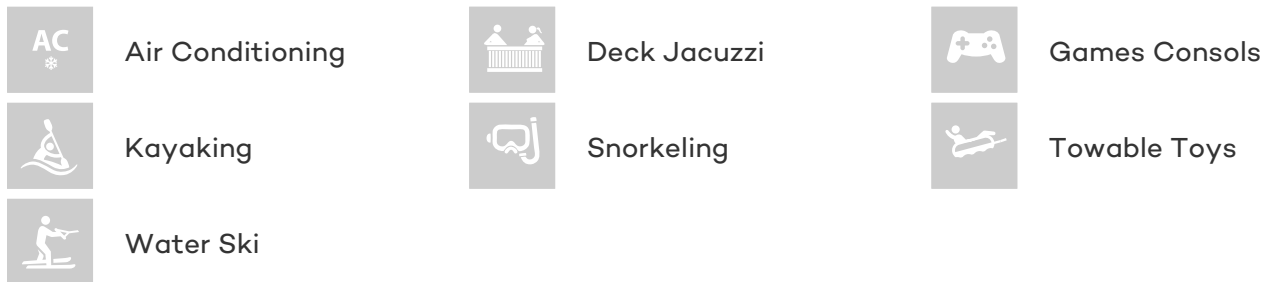 AC
Air Conditioning
Deck Jacuzzi
Games Consols
Kayaking
Snorkeling
Towable Toys
Water Ski